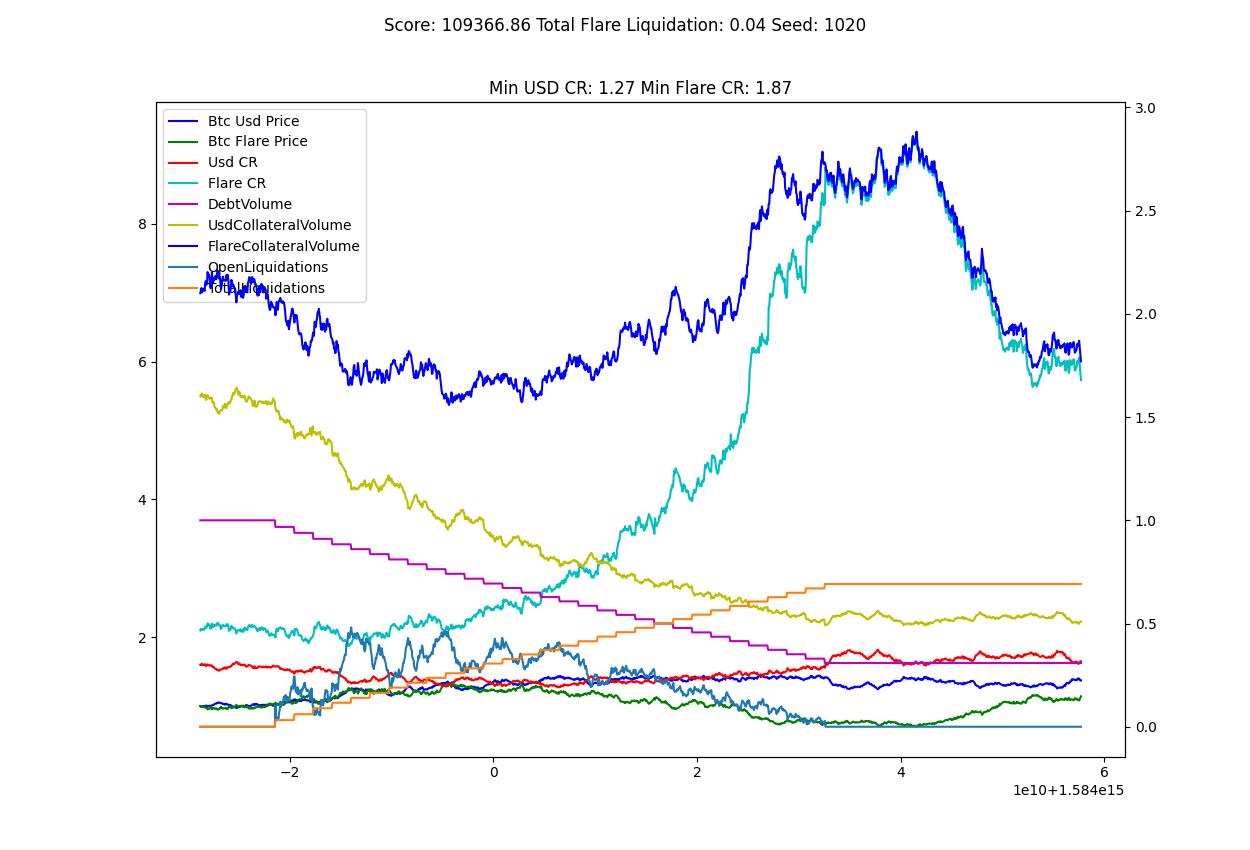 Score: 109366.86 Total Flare Liquidation: 0.04 Seed: 1020
Min USD CR: 1.27 Min Flare CR: 1.87
Btc Usd Price
Btc Flare Price
Usd CR
Flare CR
DebtVolume
UsdCollateralVolume
FlareCollateralVolume
OpenLiquidations
TotalLiquidations
8
6
4
2
3.0
2.5
2.0
1.5
1.0
0.5
0.0
−2
0
2
4
6
1e10+1.584e15